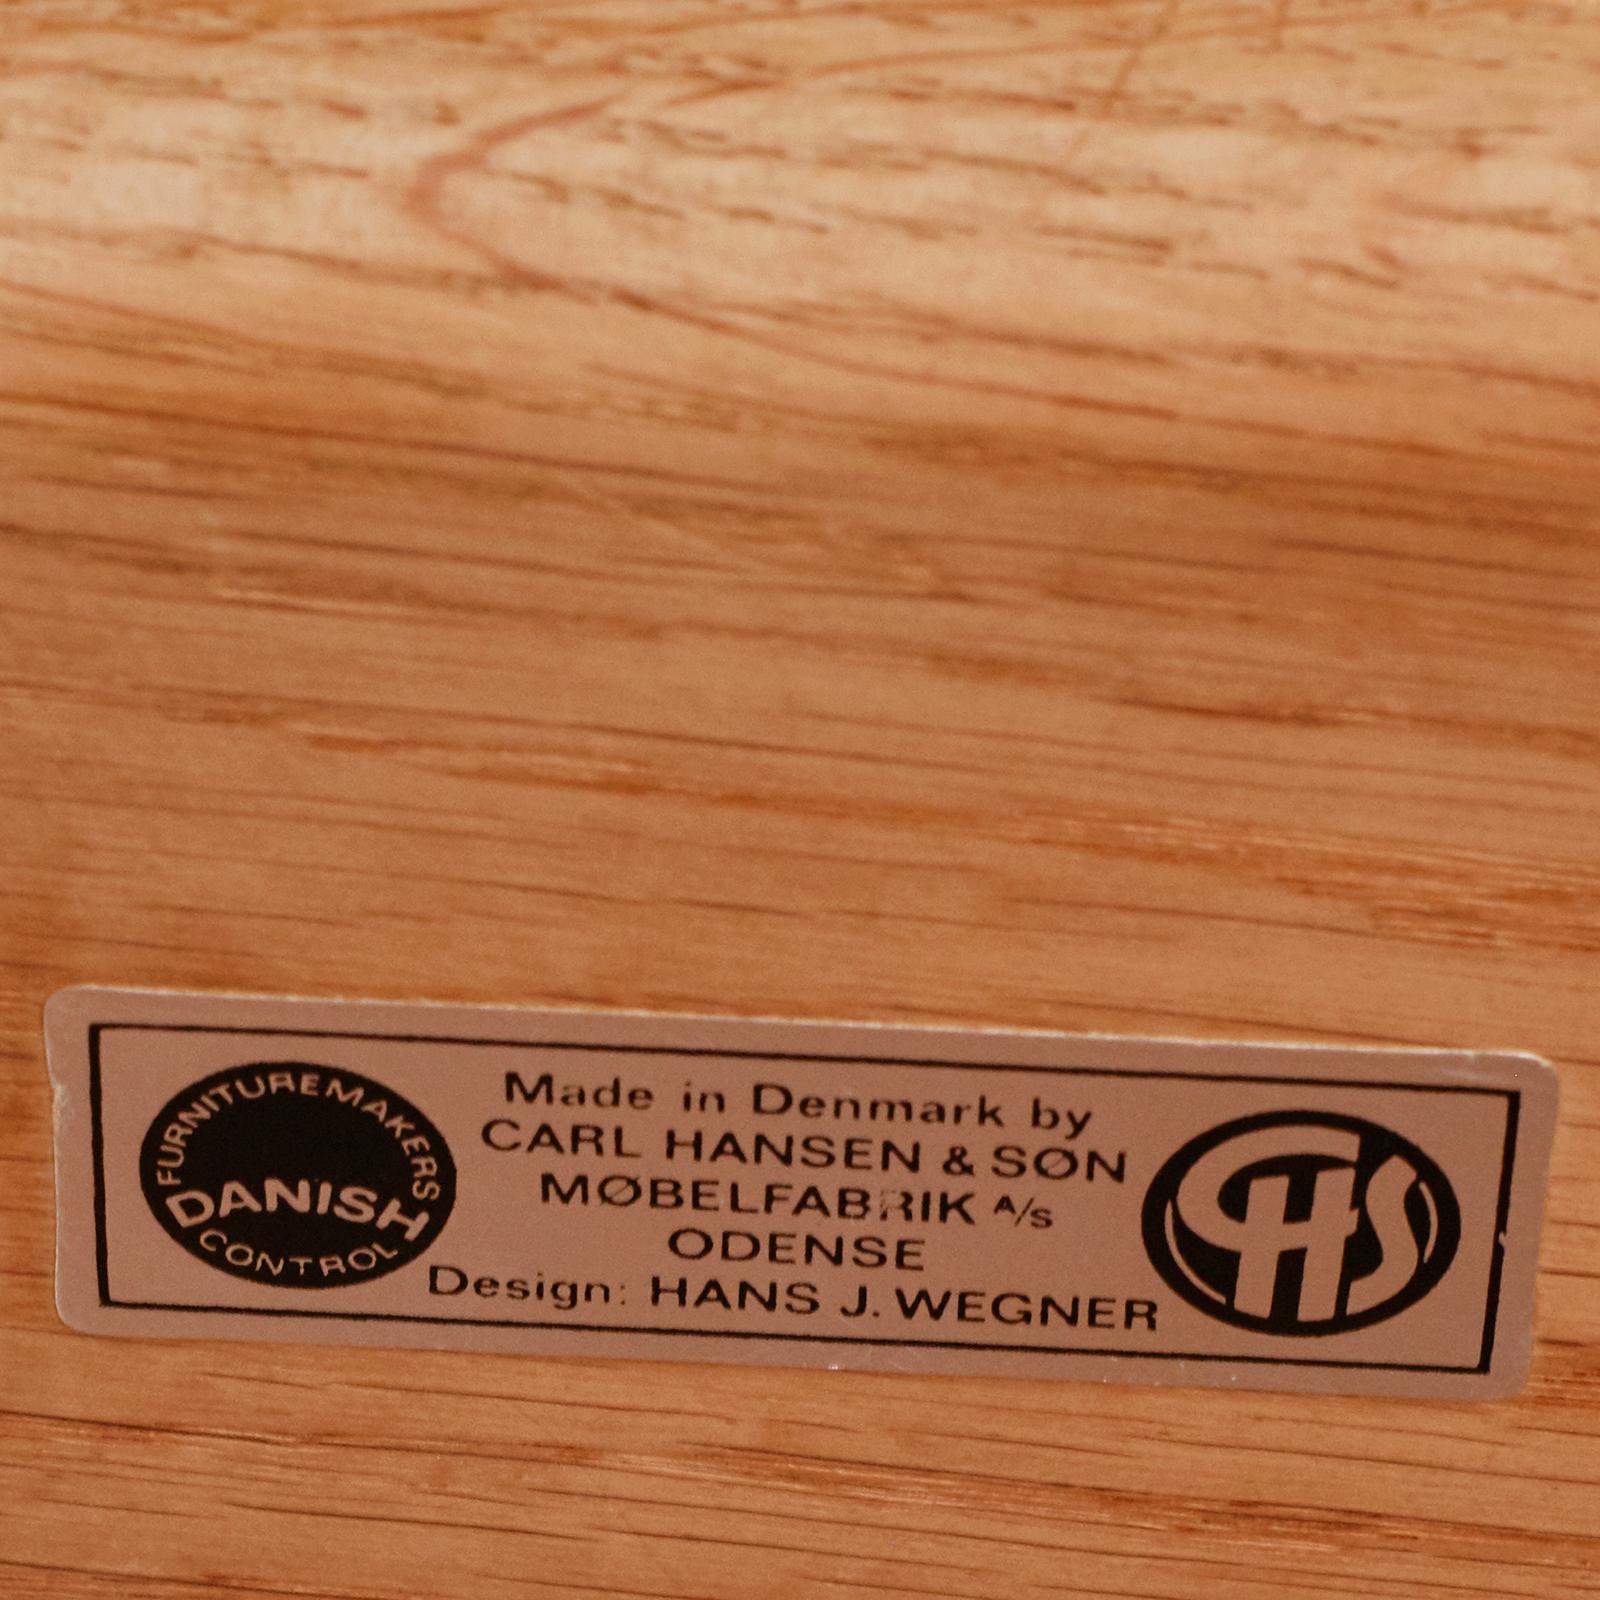 FURNITUREMAKERS
DANISH
CONTROL
Made in Denmark by
CARL HANSEN & SØN
MØBELFABRIK A/s
ODENSE
Design: HANS J. WEGNER
CHS